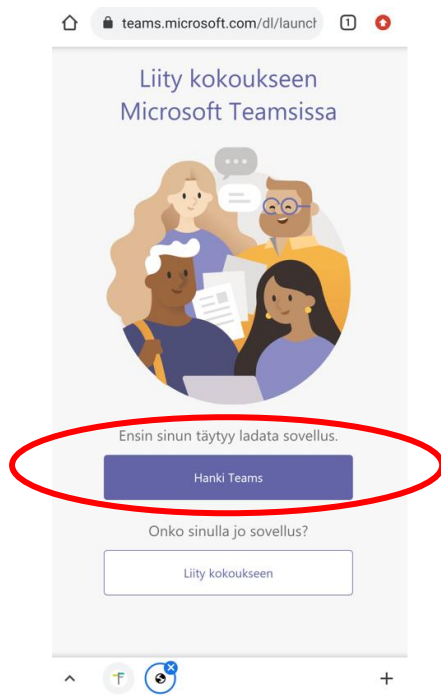 teams.microsoft.com/dl/launch
1
Liity kokoukseen
Microsoft Teamsissa
Ensin sinun täytyy ladata sovellus.
Hanki Teams
Onko sinulla jo sovellus?
Liity kokoukseen